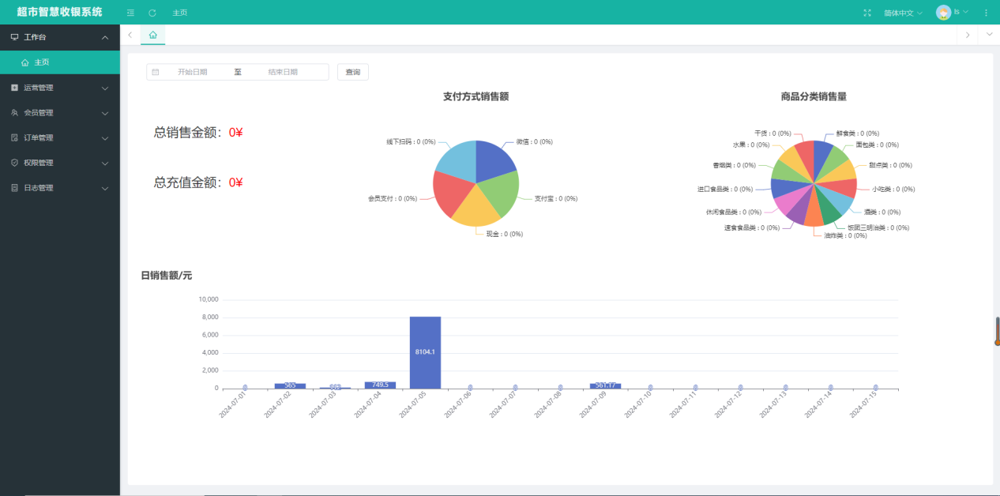 超市智慧收银系统
主页
简体中文
ls
工作台
主页
运营管理
会员管理
订单管理
权限管理
日志管理
开始日期 至 结束日期 查询
支付方式销售额
商品分类销售量
总销售金额：0¥
总充值金额：0¥
线下扫码 : 0 (0%)
微信 : 0 (0%)
会员支付 : 0 (0%)
支付宝 : 0 (0%)
现金 : 0 (0%)
干货 : 0 (0%)
鲜食类 : 0 (0%)
水果 : 0 (0%)
面包类 : 0 (0%)
香烟类 : 0 (0%)
甜点类 : 0 (0%)
进口食品类 : 0 (0%)
小吃类 : 0 (0%)
休闲食品类 : 0 (0%)
酒类 : 0 (0%)
速食食品类 : 0 (0%)
饭团三明治类 : 0 (0%)
油炸类 : 0 (0%)
日销售额/元
10,000
8,000
6,000
4,000
2,000
0
0 565 749.5 8104.1 0 0 0 561.17 0 0 0 0 0 0
2024-07-01 2024-07-02 2024-07-03 2024-07-04 2024-07-05 2024-07-06 2024-07-07 2024-07-08 2024-07-09 2024-07-10 2024-07-11 2024-07-12 2024-07-13 2024-07-14 2024-07-15